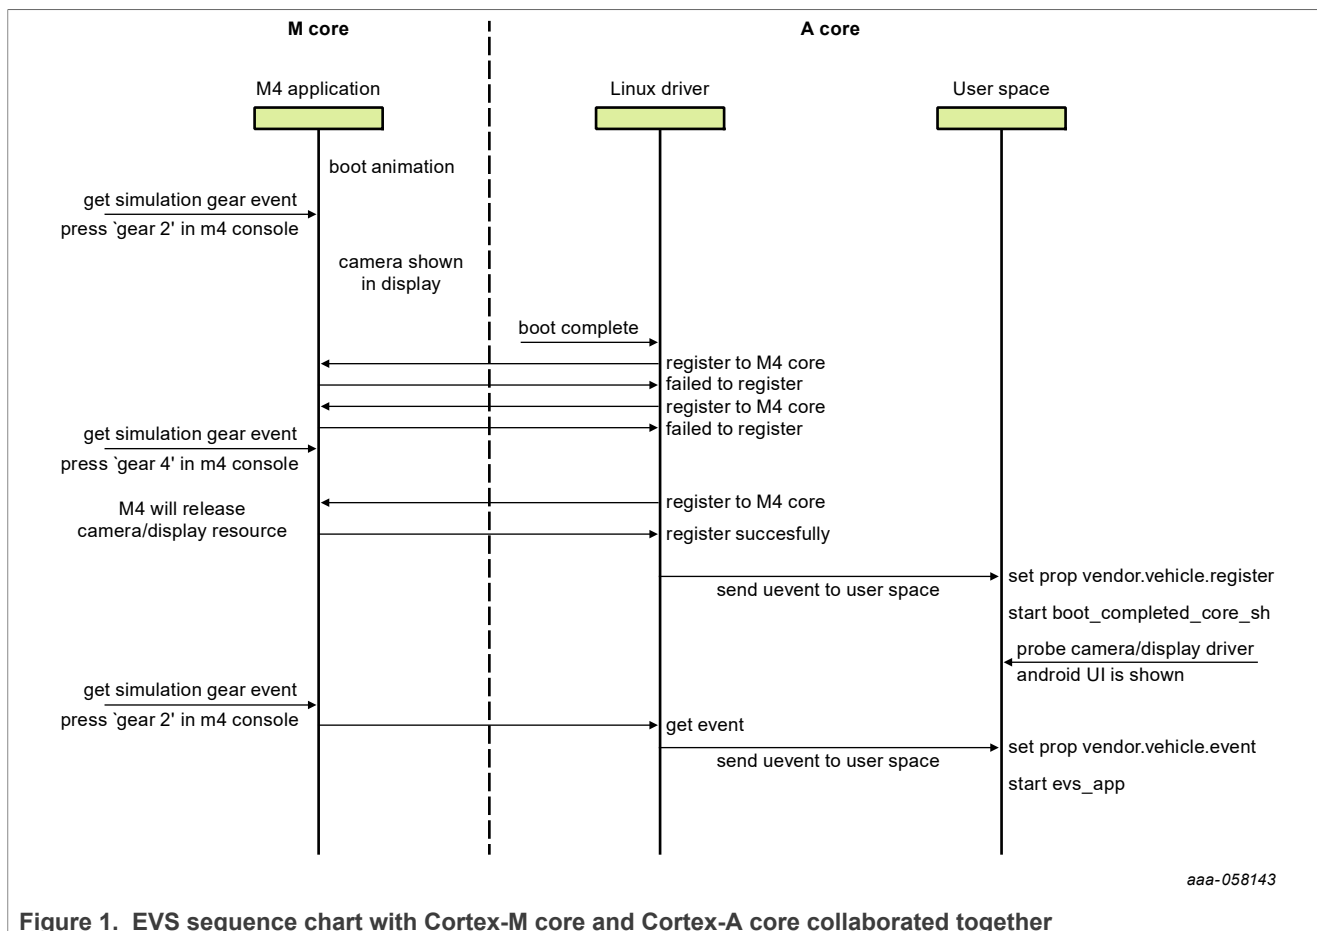 M core
A core
M4 application
Linux driver
User space
boot animation
get simulation gear event
press `gear 2' in m4 console
camera shown
in display
boot complete
register to M4 core
failed to register
register to M4 core
failed to register
get simulation gear event
press `gear 4' in m4 console
M4 will release
camera/display resource
register to M4 core
register succesfully
send uevent to user space
set prop vendor.vehicle.register
start boot_completed_core_sh
probe camera/display driver
android UI is shown
get simulation gear event
press `gear 2' in m4 console
get event
send uevent to user space
set prop vendor.vehicle.event
start evs_app
aaa-058143
Figure 1. EVS sequence chart with Cortex-M core and Cortex-A core collaborated together